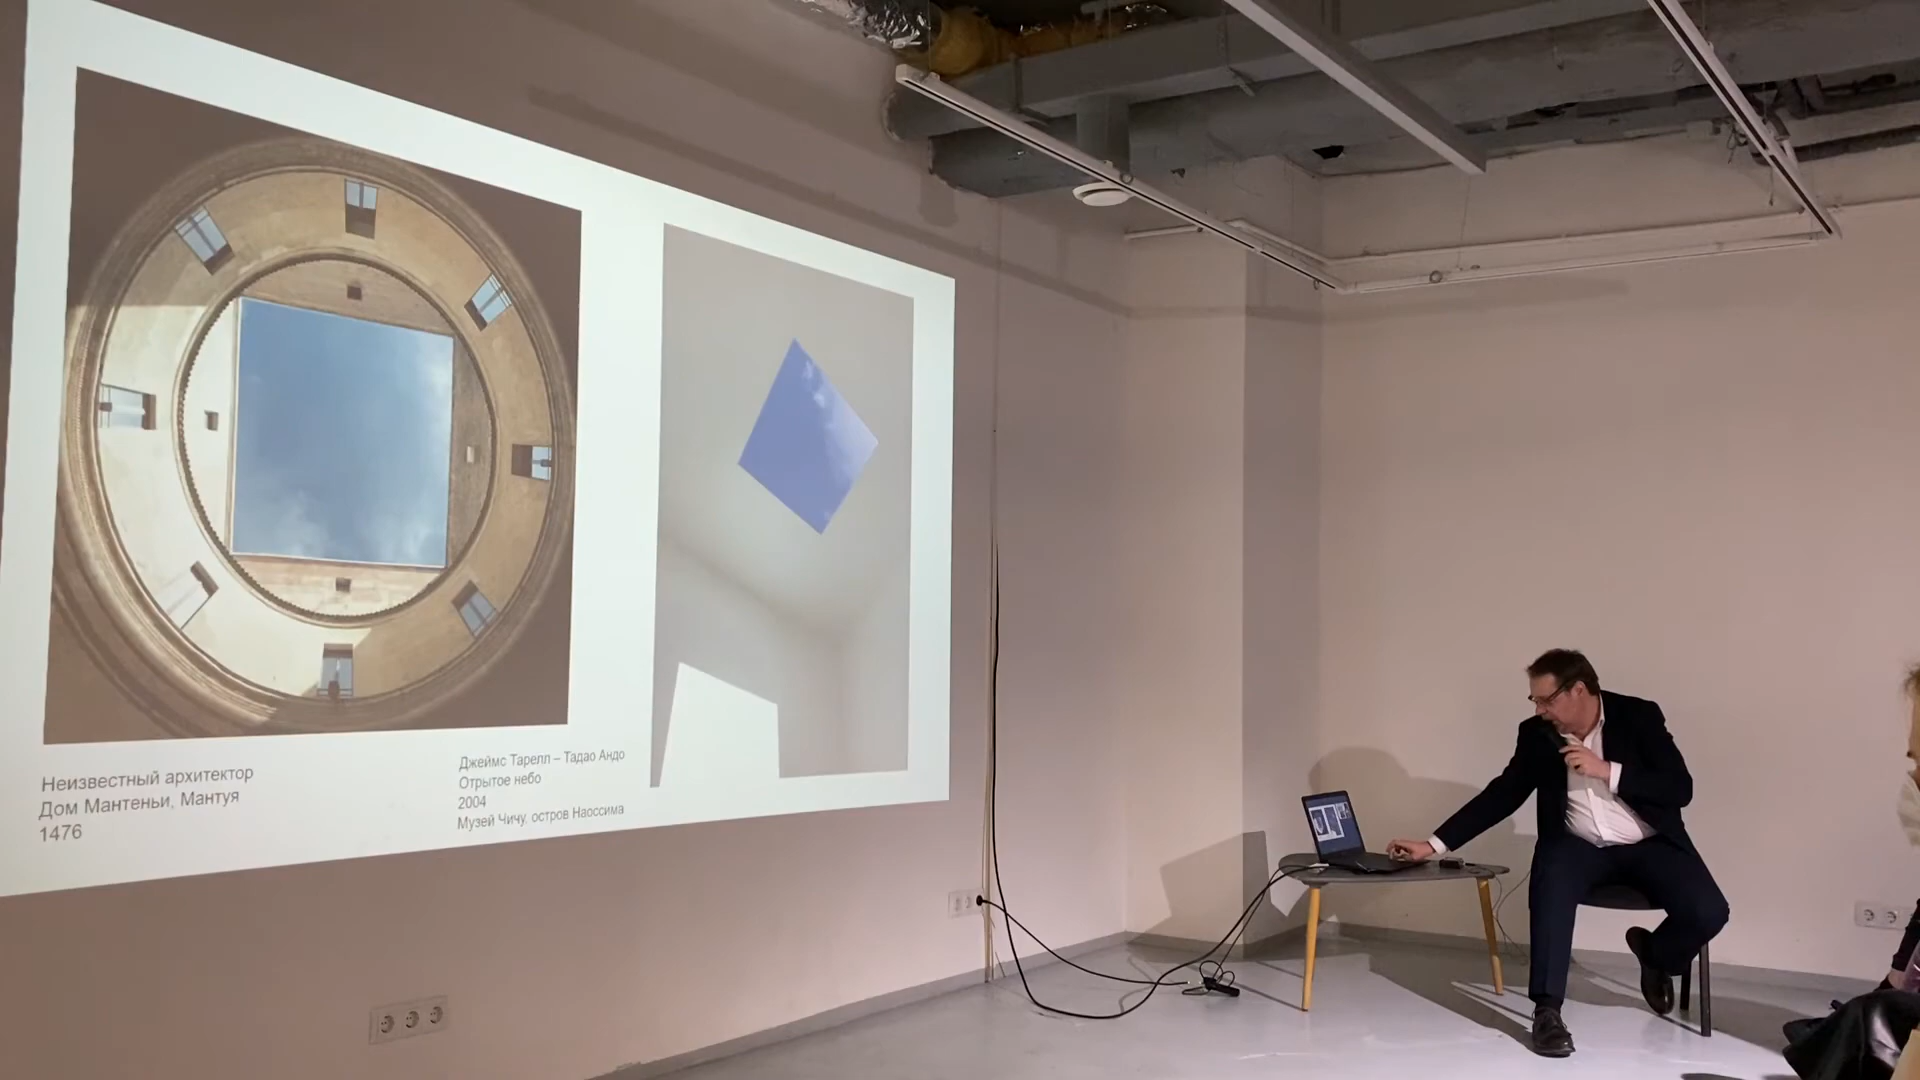 Неизвестный архитектор
Дом Мантеньи, Мантуя
1476
Джеймс Тарелл – Тадао Андо
Отрытое небо
2004
Музей Чичу, остров Наоссима